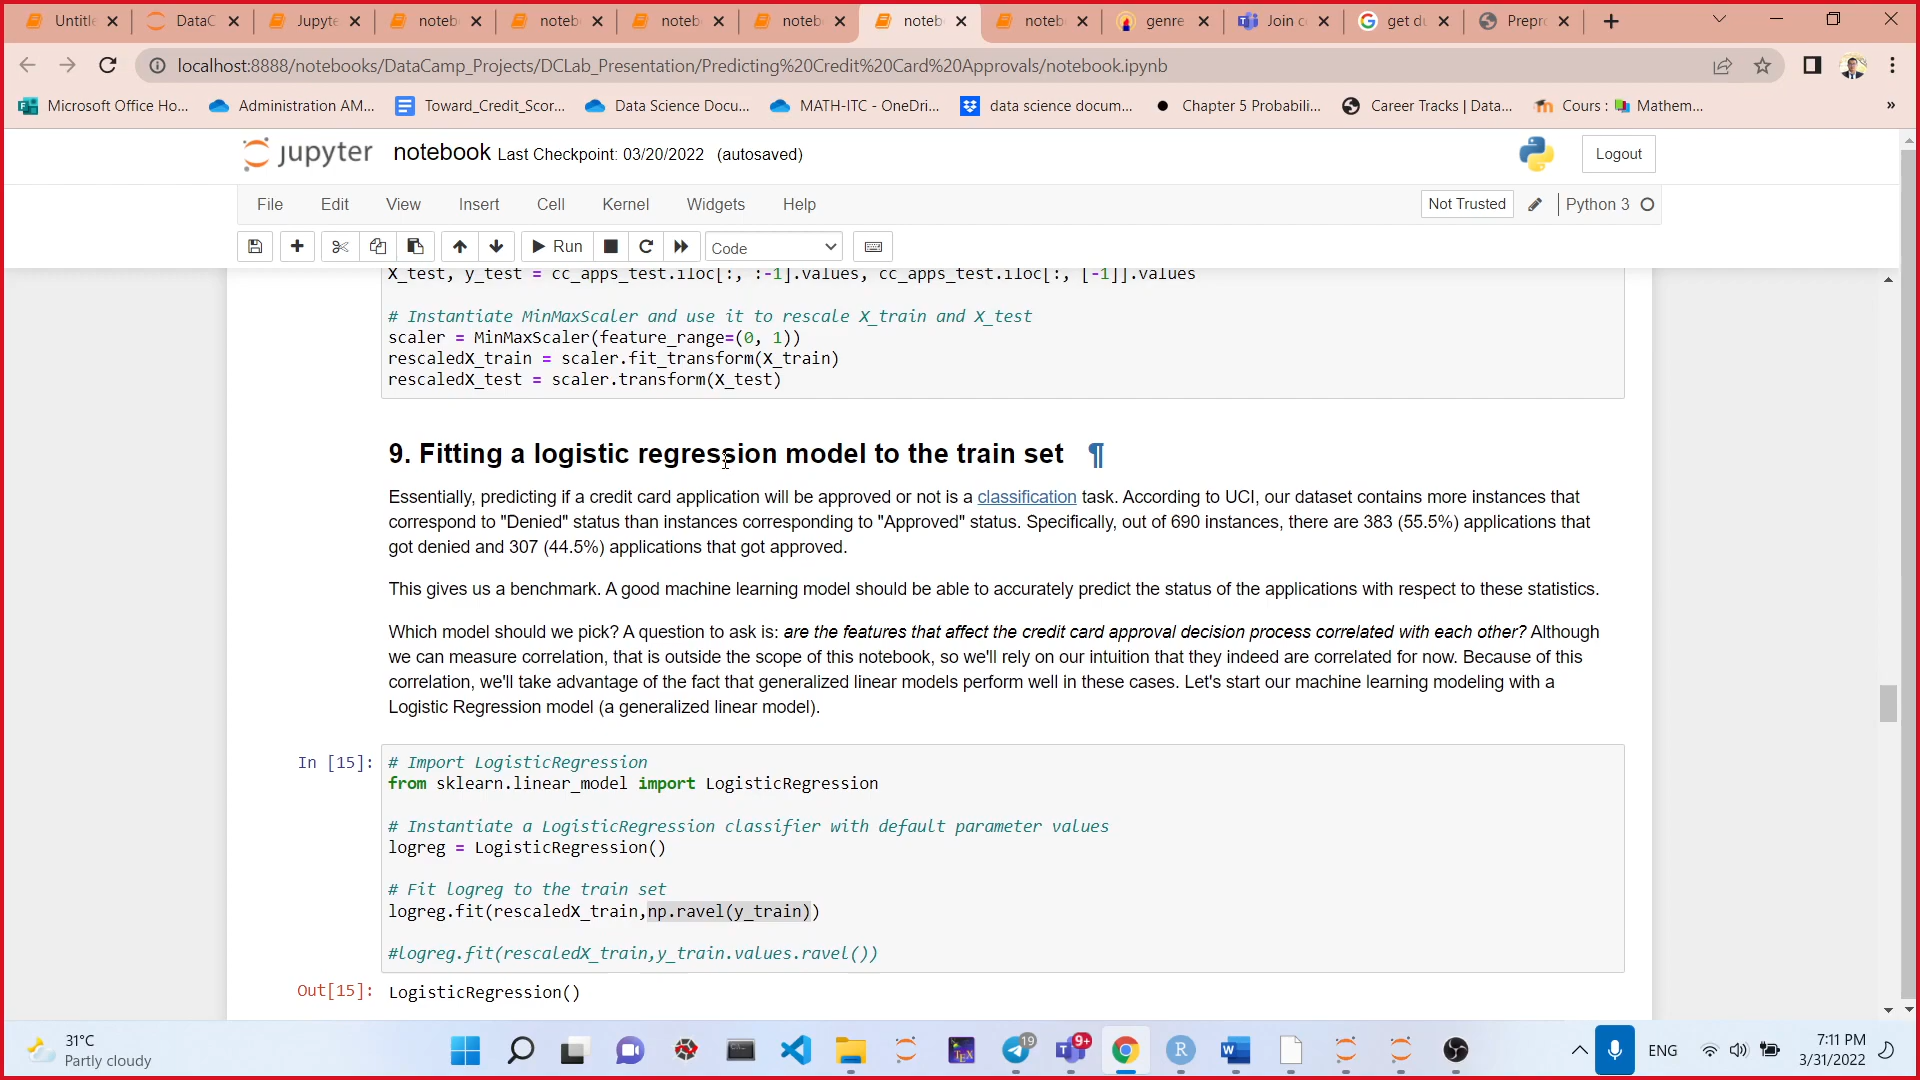 Untitle
DataC
Jupyte
noteb
noteb
noteb
noteb
noteb
noteb
genre
Join c
get du
Prepro
localhost:8888/notebooks/DataCamp_Projects/DCLab_Presentation/Predicting%20Credit%20Card%20Approvals/notebook.ipynb
Microsoft Office Ho...
Administration AM...
Toward_Credit_Scor...
Data Science Docu...
MATH-ITC - OneDri...
data science docum...
Chapter 5 Probabili...
Career Tracks | Data...
Cours :
Mathem...
»
jupyter
notebook Last Checkpoint: 03/20/2022 (autosaved)
Logout
File Edit View Insert Cell Kernel Widgets Help
Not Trusted
Python 3
Run
Code
X_test, y_test = cc_apps_test.iloc[:, :-1].values, cc_apps_test.iloc[:, [-1]].values
# Instantiate MinMaxScaler and use it to rescale X_train and X_test
scaler = MinMaxScaler(feature_range=(0, 1))
rescaledX_train = scaler.fit_transform(X_train)
rescaledX_test = scaler.transform(X_test)
9. Fitting a logistic regression model to the train set ¶
Essentially, predicting if a credit card application will be approved or not is a classification task. According to UCI, our dataset contains more instances that
correspond to "Denied" status than instances corresponding to "Approved" status. Specifically, out of 690 instances, there are 383 (55.5%) applications that
got denied and 307 (44.5%) applications that got approved.
This gives us a benchmark. A good machine learning model should be able to accurately predict the status of the applications with respect to these statistics.
Which model should we pick? A question to ask is: are the features that affect the credit card approval decision process correlated with each other? Although
we can measure correlation, that is outside the scope of this notebook, so we'll rely on our intuition that they indeed are correlated for now. Because of this
correlation, we'll take advantage of the fact that generalized linear models perform well in these cases. Let's start our machine learning modeling with a
Logistic Regression model (a generalized linear model).
In [15]:
# Import LogisticRegression
from sklearn.linear_model import LogisticRegression
# Instantiate a LogisticRegression classifier with default parameter values
logreg = LogisticRegression()
# Fit logreg to the train set
logreg.fit(rescaledX_train,np.ravel(y_train))
#logreg.fit(rescaledX_train,y_train.values.ravel())
Out[15]: LogisticRegression()
31°C
Partly cloudy
19
9+
ENG
7:11 PM
3/31/2022